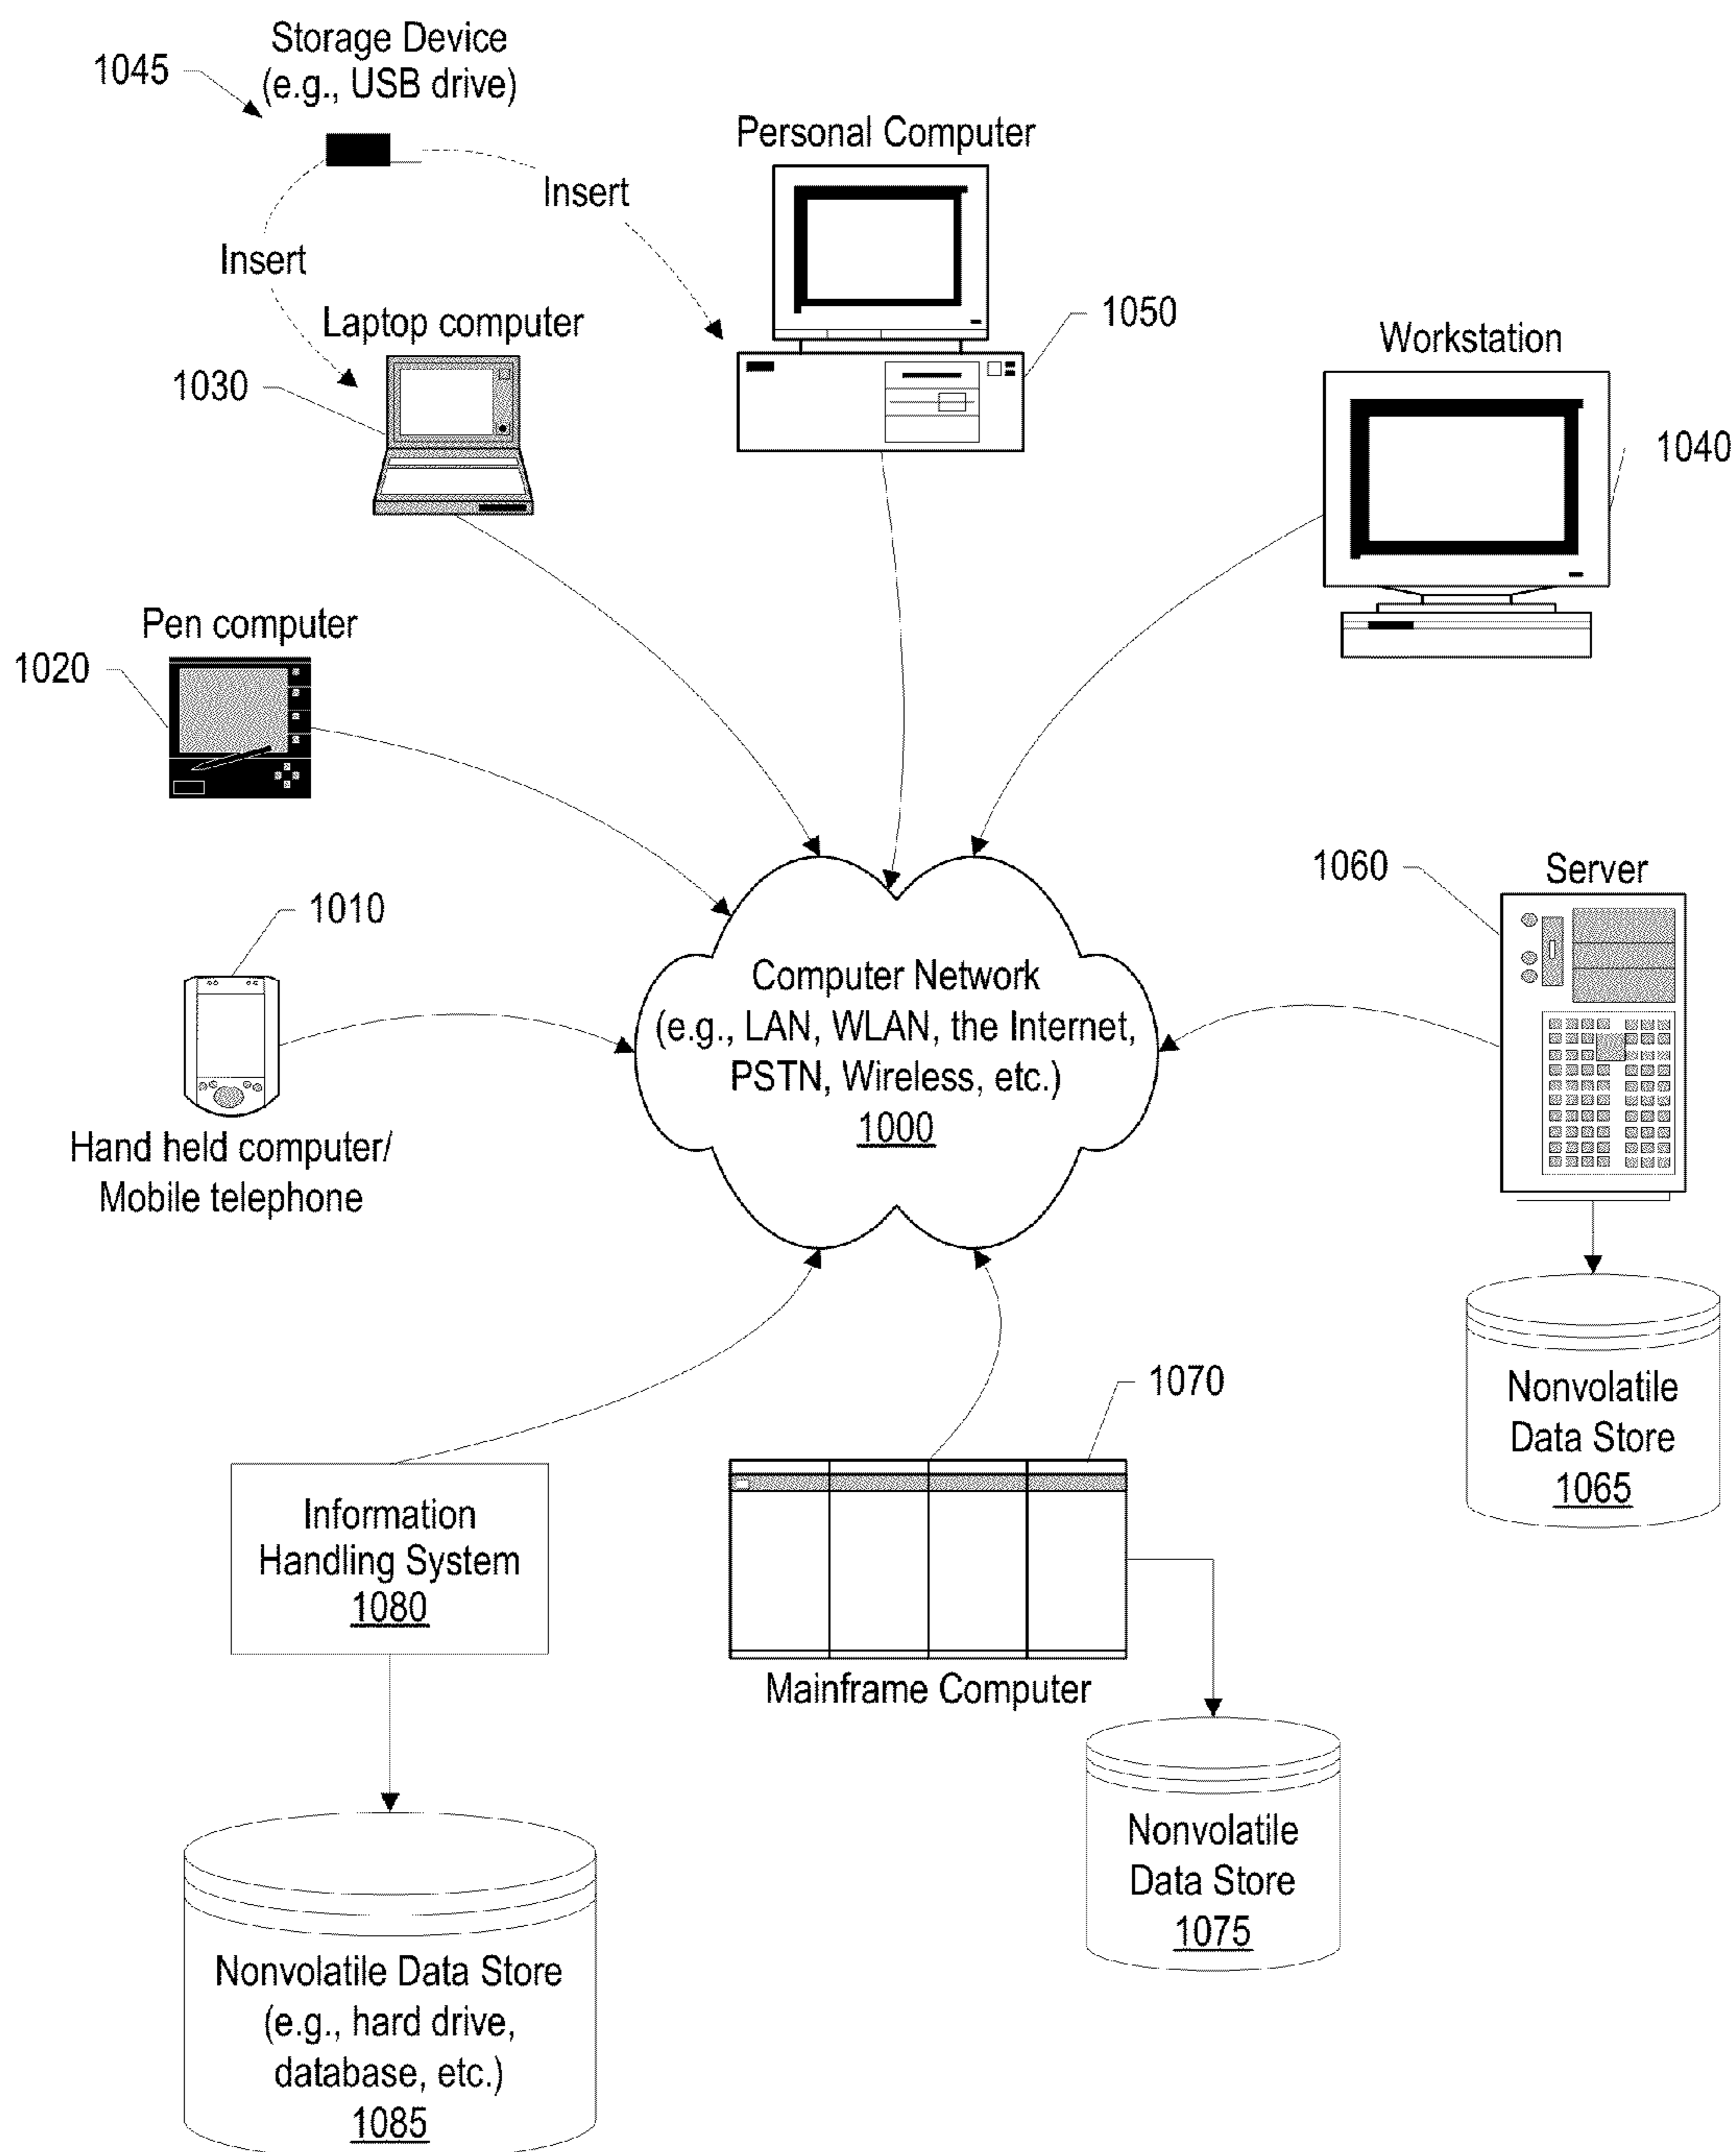 Storage Device
(e.g., USB drive)
1045
Personal Computer
Insert
Insert
Laptop computer
1050
Workstation
1030
1040
Pen computer
1020
1060
Server
1010
Computer Network
(e.g., LAN, WLAN, the Internet,
PSTN, Wireless, etc.)
1000
Hand held computer/
Mobile telephone
1070
Nonvolatile
Data Store
1065
Information
Handling System
1080
Mainframe Computer
Nonvolatile
Data Store
1075
Nonvolatile Data Store
(e.g., hard drive,
database, etc.)
1085